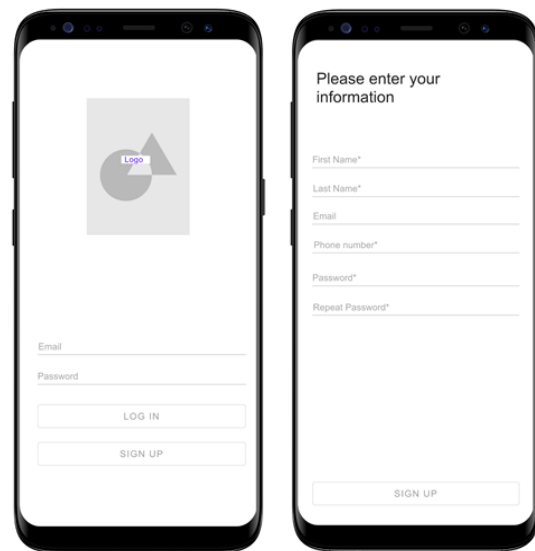 Logo
Email
Password
LOG IN
SIGN UP
Please enter your
information
First Name*
Last Name*
Email
Phone number*
Password*
Repeat Password*
SIGN UP